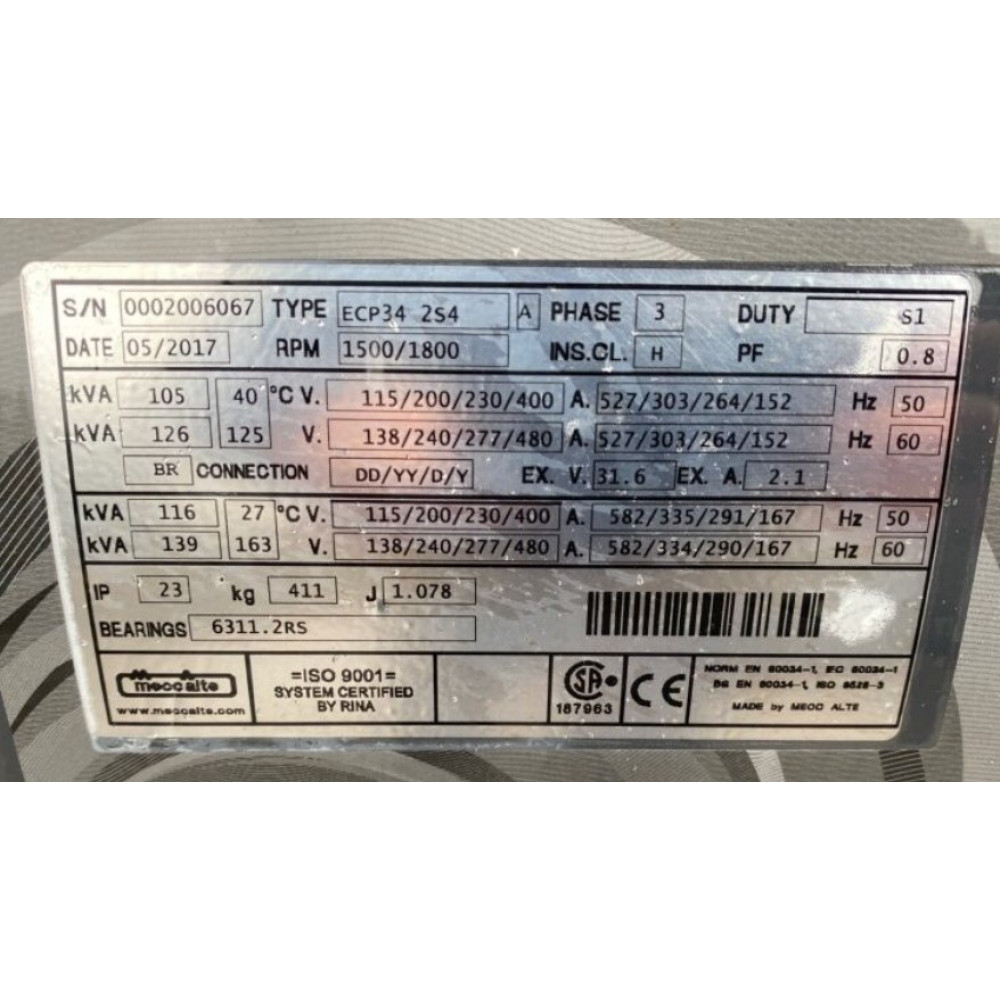 S/N 0002006067 TYPE ECP34 2S4 A PHASE 3 DUTY S1
DATE 05/2017 RPM 1500/1800 INS.CL. H PF 0.8
kVA 105 40 °C V. 115/200/230/400 A. 527/303/264/152 Hz 50
kVA 126 125 V. 138/240/277/480 A. 527/303/264/152 Hz 60
BR CONNECTION DD/YY/D/Y EX. V. 31.6 EX. A. 2.1
kVA 116 27 °C V. 115/200/230/400 A. 582/335/291/167 Hz 50
kVA 139 163 V. 138/240/277/480 A. 582/334/290/167 Hz 60
IP 23 kg 411 J 1.078
BEARINGS 6311.2RS
meccalte
www.meccalte.com
=ISO 9001=
SYSTEM CERTIFIED
BY RINA
SA
187963
CE
NORM EN 60034-1, IEC 60034-1
BS EN 60034-1, ISO 8528-3
MADE by MECC ALTE